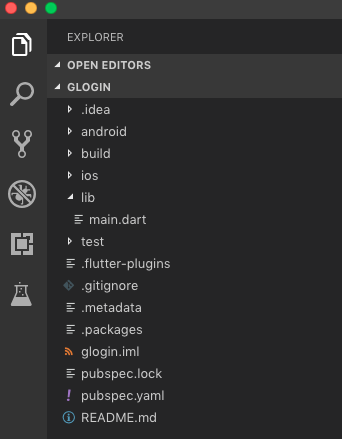 EXPLORER
OPEN EDITORS
GLOGIN
.idea
android
build
ios
lib
main.dart
test
.flutter-plugins
.gitignore
.metadata
.packages
glogin.iml
pubspec.lock
pubspec.yaml
README.md